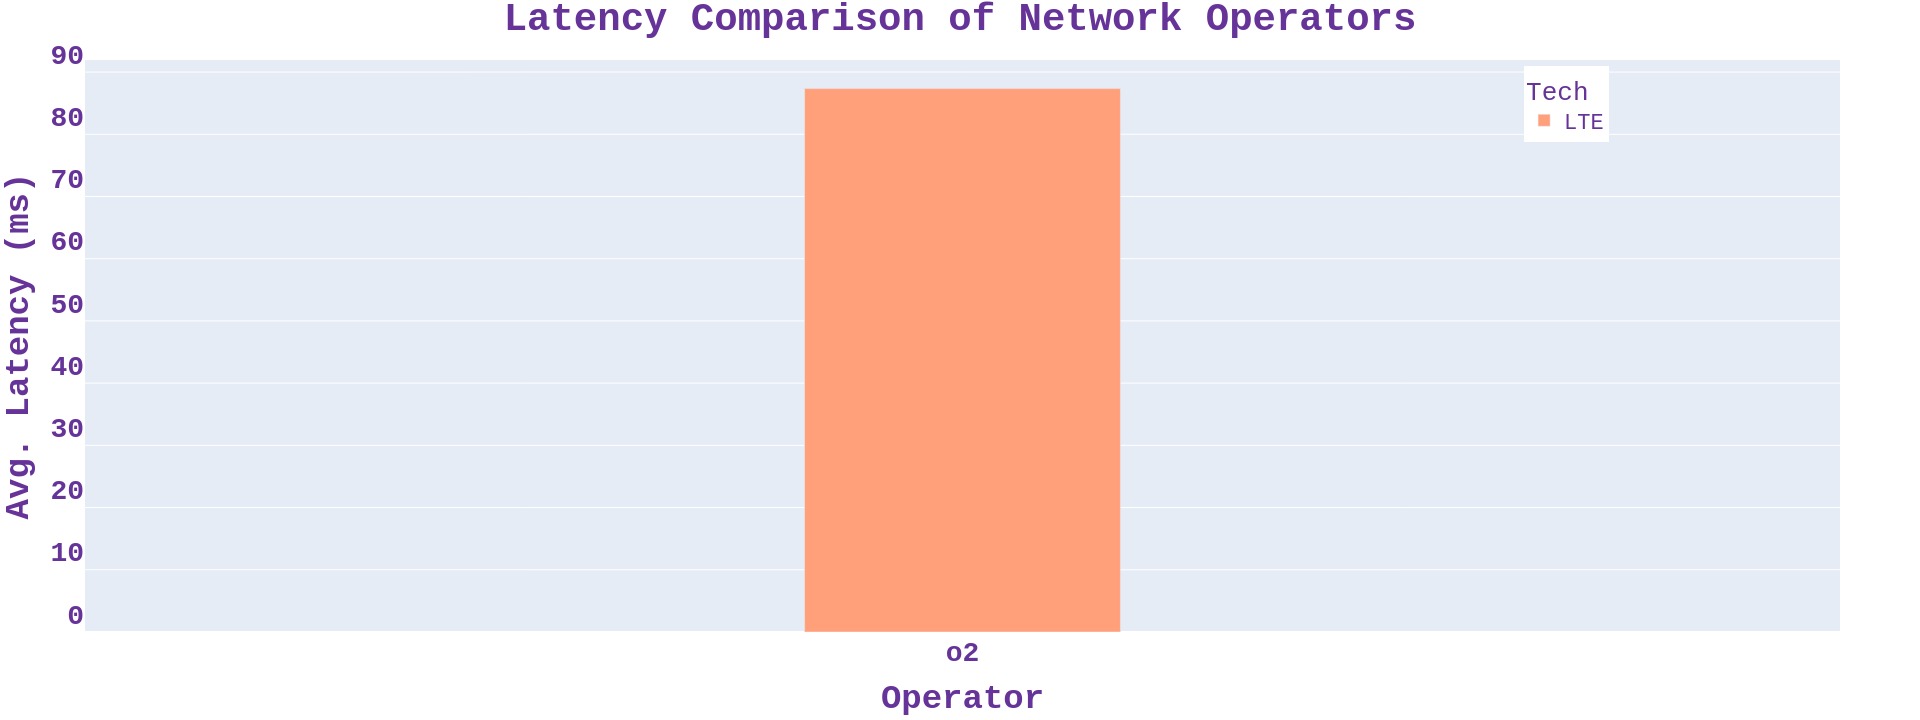 Latency Comparison of Network Operators
90
80
70
60
50
40
30
20
10
0
Avg. Latency (ms)
Tech
LTE
o2
Operator